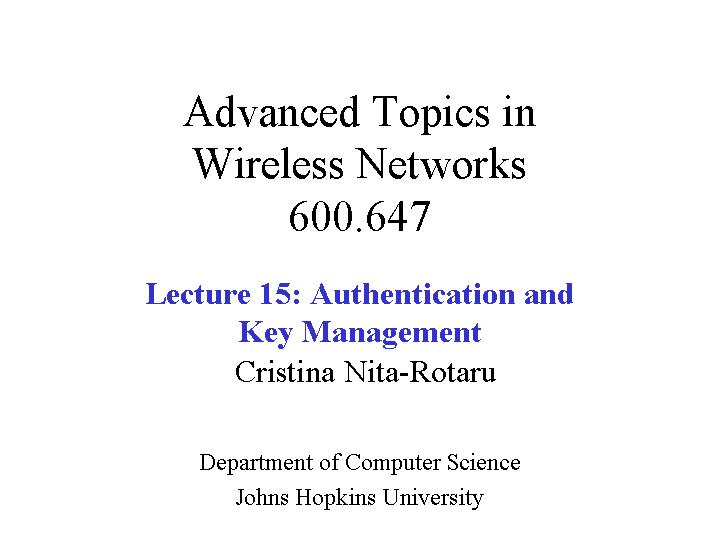 Advanced Topics in
Wireless Networks
600.647
Lecture 15: Authentication and
Key Management
Cristina Nita-Rotaru
Department of Computer Science
Johns Hopkins University